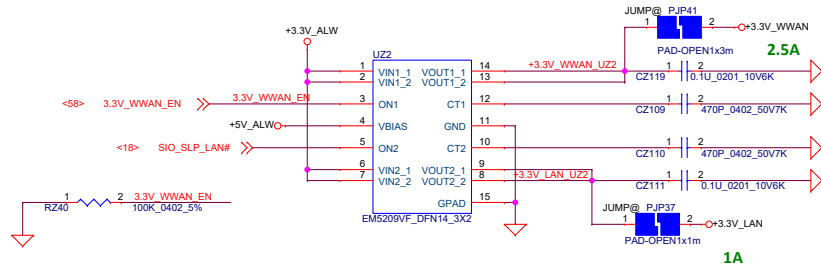 JUMP@ PJP41
1 2 +3.3V_WWAN
PAD-OPEN1x3m
2.5A
+3.3V_ALW
UZ2
1 VIN1_1 VOUT1_1 14 +3.3V_WWAN_UZ2
2 VIN1_2 VOUT1_2 13
CZ119 1 2 0.1U_0201_10V6K
<58> 3.3V_WWAN_EN 3.3V_WWAN_EN 3 ON1 CT1 12
CZ109 1 2 470P_0402_50V7K
+5V_ALW 4 VBIAS GND 11
<18> SIO_SLP_LAN# 5 ON2 CT2 10
CZ110 1 2 470P_0402_50V7K
6 VIN2_1 VOUT2_1 9
7 VIN2_2 VOUT2_2 8 +3.3V_LAN_UZ2
CZ111 1 2 0.1U_0201_10V6K
GPAD 15
EM5209VF_DFN14_3X2
1 2 3.3V_WWAN_EN
RZ40 100K_0402_5%
JUMP@ PJP37
1 2 +3.3V_LAN
PAD-OPEN1x1m
1A